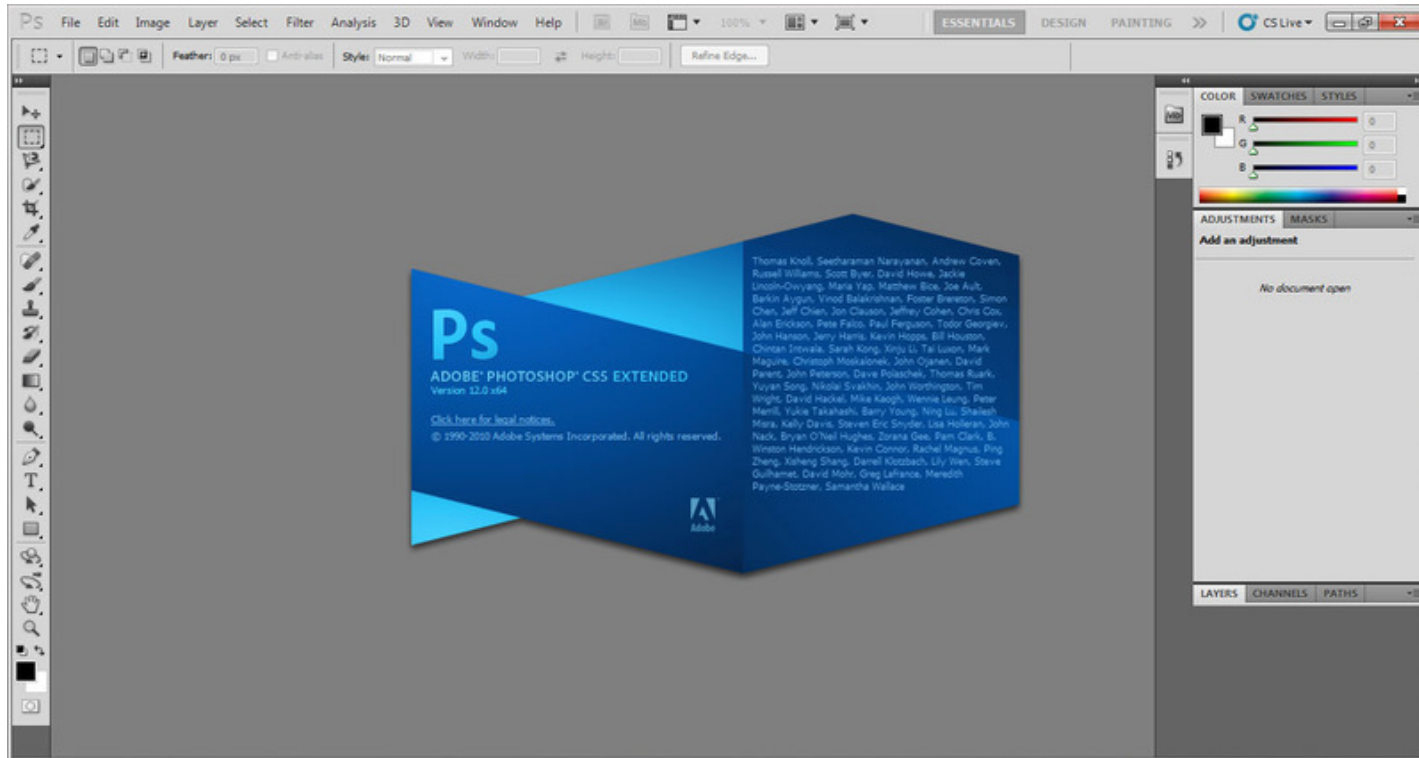 Ps File Edit Image Layer Select Filter Analysis 3D View Window Help Br Mb 100% ESSENTIALS DESIGN PAINTING CS Live
Feather: 0 px Anti-alias Style: Normal Width: Height: Refine Edge...
COLOR SWATCHES STYLES
R 0
G 0
B 0
ADJUSTMENTS MASKS
Add an adjustment
No document open
LAYERS CHANNELS PATHS
Ps
ADOBE® PHOTOSHOP® CS5 EXTENDED
Version 12.0 x64
Click here for legal notices.
© 1990-2010 Adobe Systems Incorporated. All rights reserved.
Adobe
Thomas Knoll, Seetharaman Narayanan, Andrew Coven,
Russell Williams, Scott Byer, David Howe, Jackie
Lincoln-Owyang, Maria Yap, Matthew Bice, Joe Ault,
Barkin Aygun, Vinod Balakrishnan, Foster Brereton, Simon
Chen, Jeff Chien, Jon Clauson, Jeffrey Cohen, Chris Cox,
Alan Erickson, Pete Falco, Paul Ferguson, Todor Georgiev,
John Hanson, Jerry Harris, Kevin Hopps, Bill Houston,
Chintan Intwala, Sarah Kong, Xinju Li, Tai Luxon, Mark
Maguire, Christoph Moskalonek, John Ojanen, David
Parent, John Peterson, Dave Polaschek, Thomas Ruark,
Yuyan Song, Nikolai Svakhin, John Worthington, Tim
Wright, David Hackel, Mike Keogh, Wennie Leung, Peter
Merrill, Yukie Takahashi, Barry Young, Ning Lu, Shailesh
Misra, Kelly Davis, Steven Eric Snyder, Lisa Holleran, John
Nack, Bryan O'Neil Hughes, Zorana Gee, Pam Clark, B.
Winston Hendrickson, Kevin Connor, Rachel Magnus, Ping
Zheng, Xeheng Shang, Darrell Klotzbach, Lily Wen, Steve
Guilhamet, David Mohr, Greg Lafrance, Meredith
Payne-Stotzner, Samantha Wallace
T